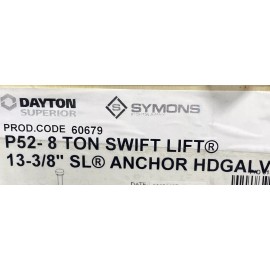 DAYTON SUPERIOR
SYMONS
PROD.CODE 60679
P52- 8 TON SWIFT LIFT®
13-3/8" SL® ANCHOR HDGALV